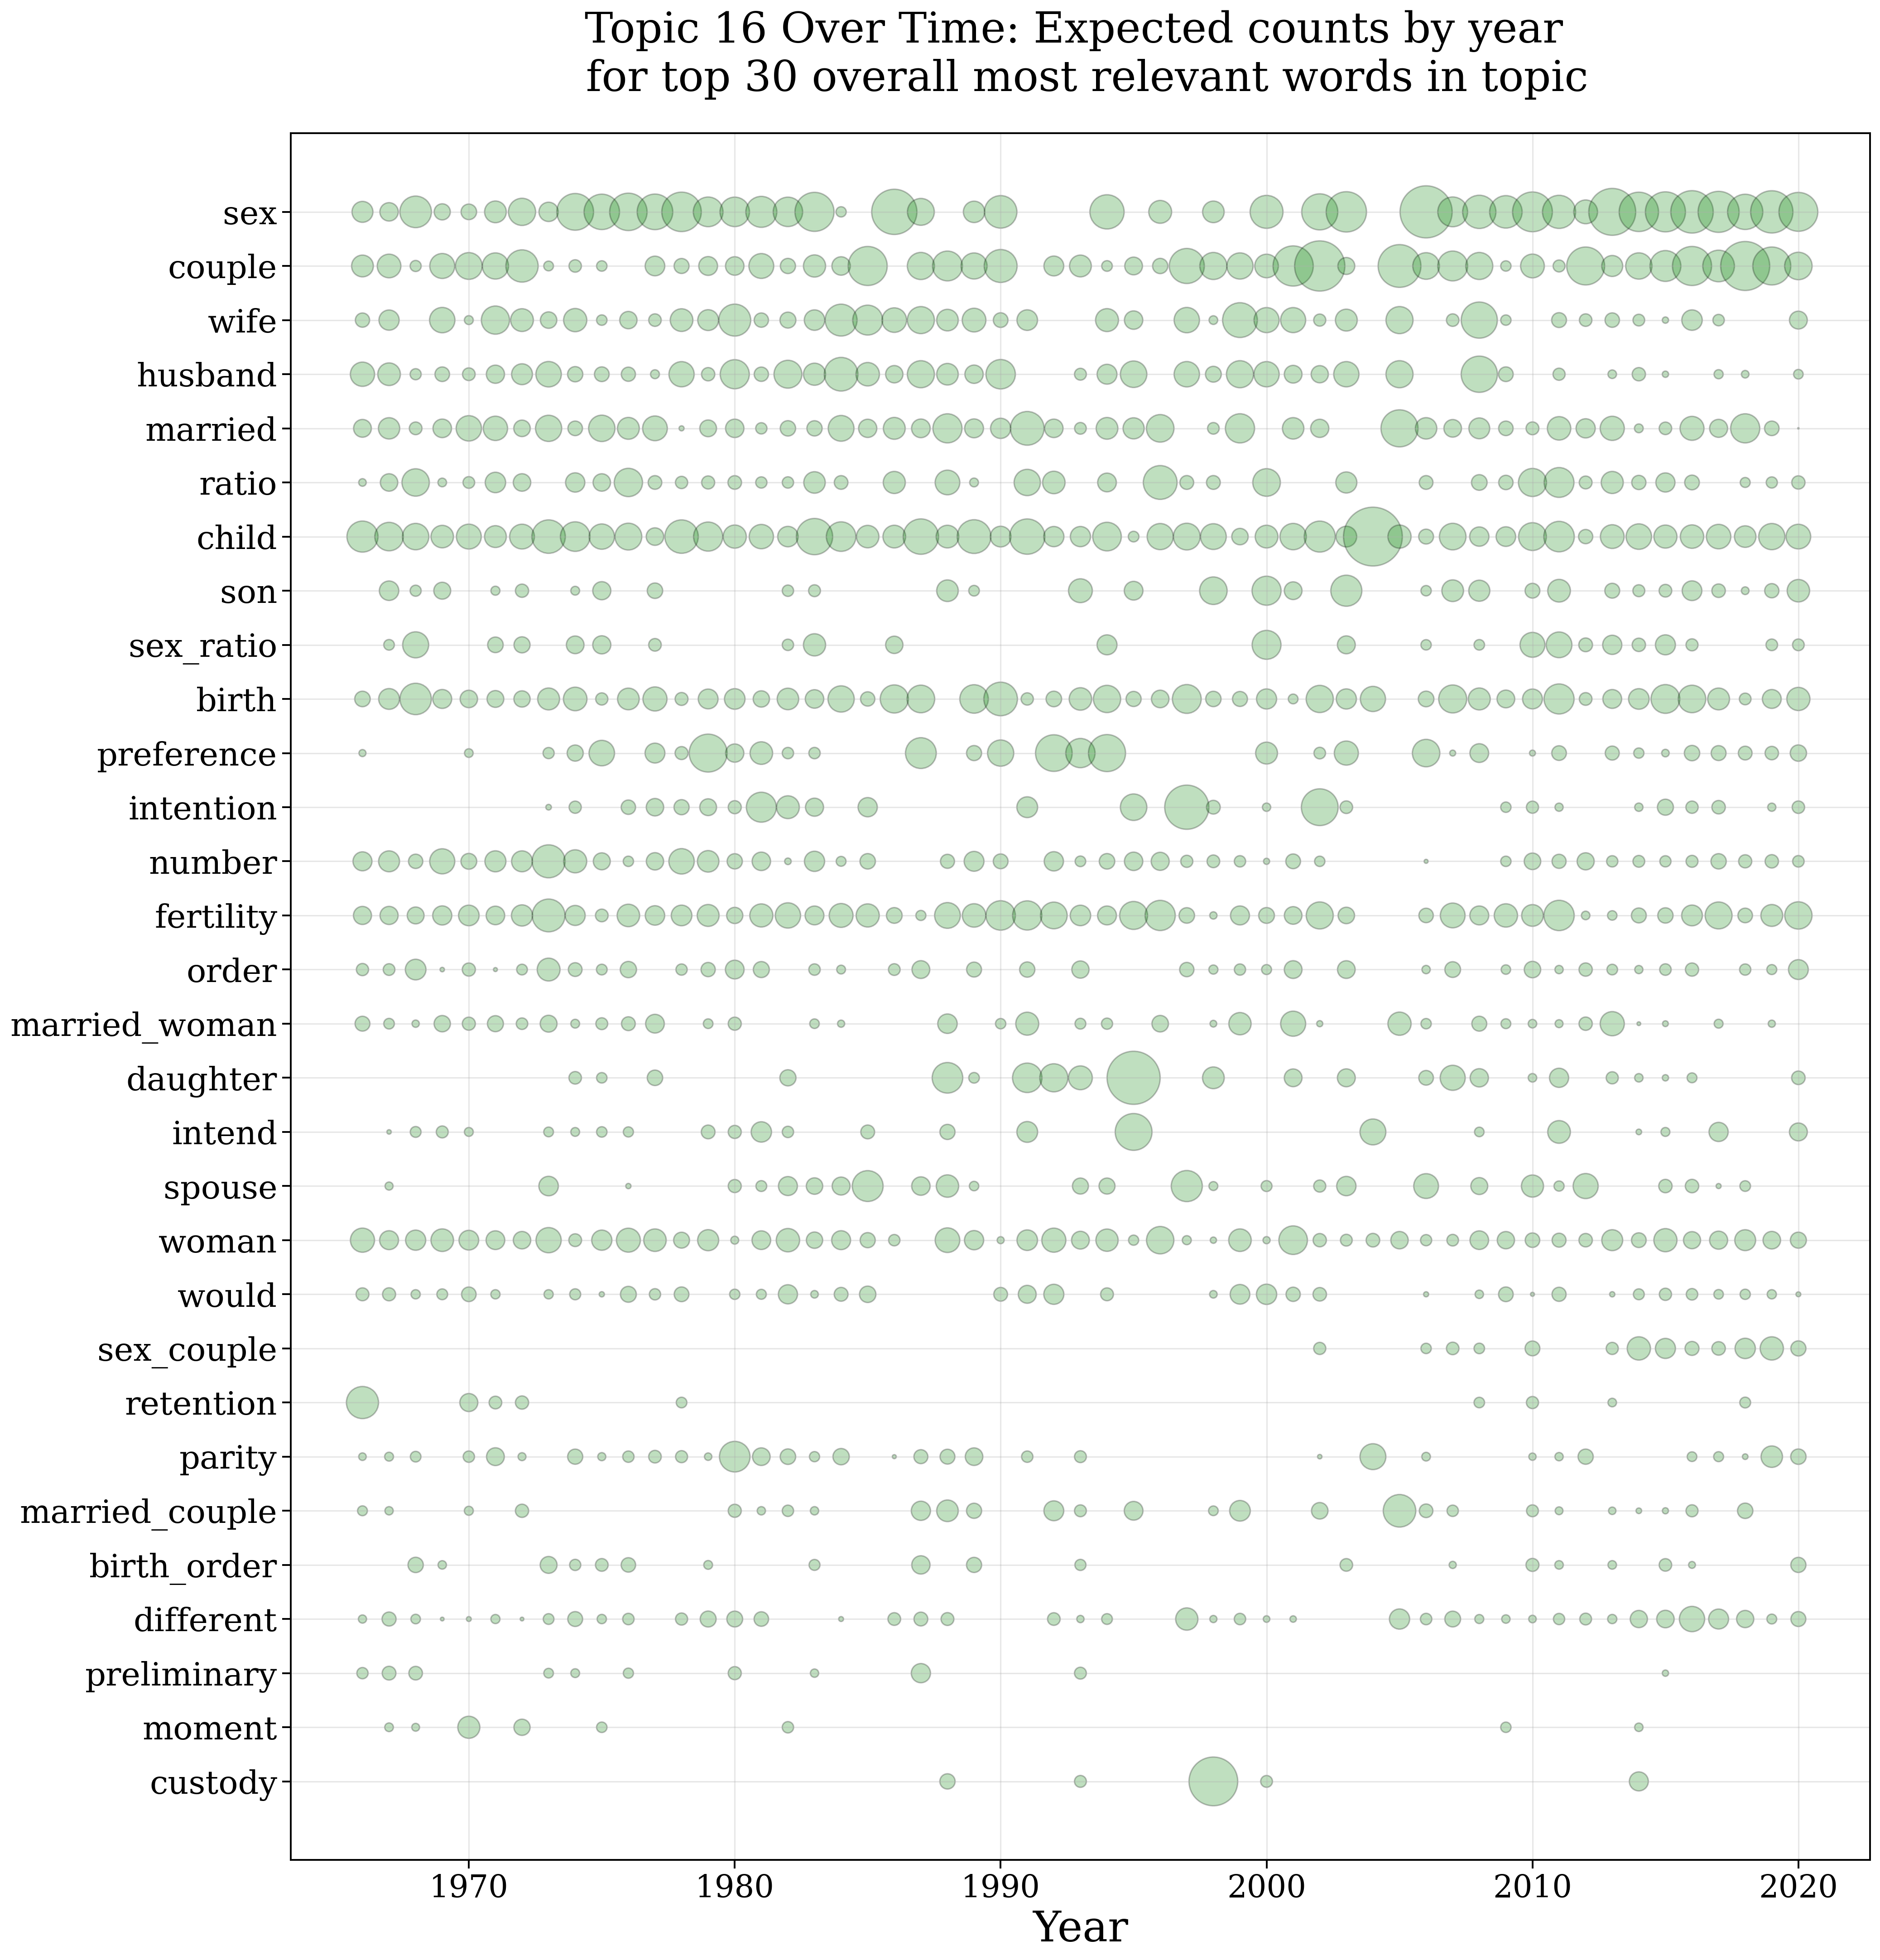 Topic 16 Over Time: Expected counts by year
for top 30 overall most relevant words in topic
sex
couple
wife
husband
married
ratio
child
son
sex_ratio
birth
preference
intention
number
fertility
order
married_woman
daughter
intend
spouse
woman
would
sex_couple
retention
parity
married_couple
birth_order
different
preliminary
moment
custody
1970 1980 1990 2000 2010 2020
Year